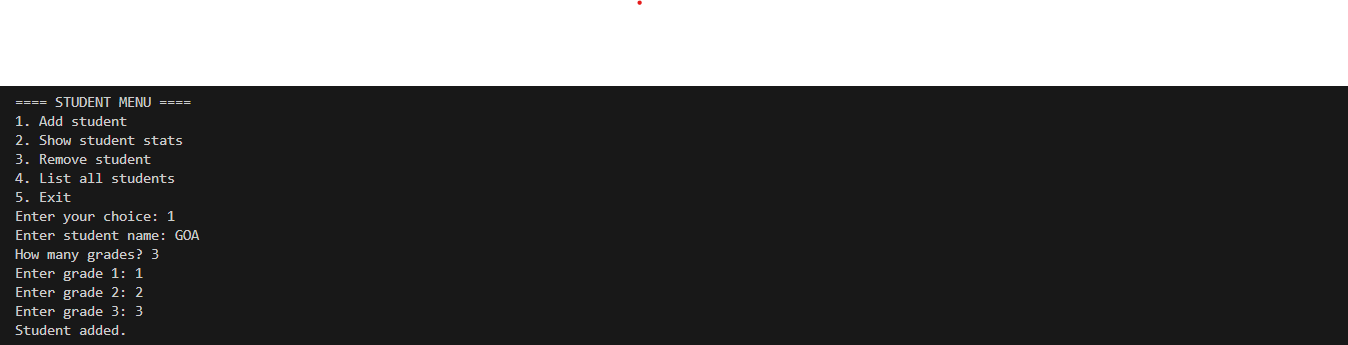 ==== STUDENT MENU ====
1. Add student
2. Show student stats
3. Remove student
4. List all students
5. Exit
Enter your choice: 1
Enter student name: GOA
How many grades? 3
Enter grade 1: 1
Enter grade 2: 2
Enter grade 3: 3
Student added.